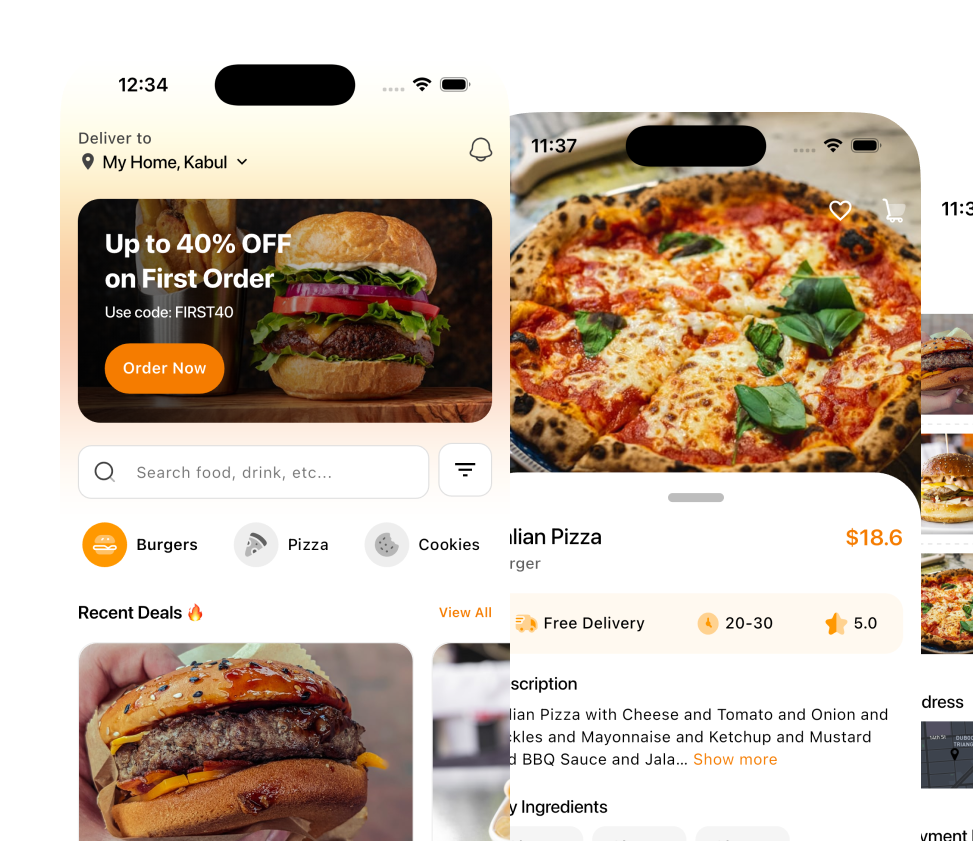 12:34
Deliver to
My Home, Kabul
Up to 40% OFF
on First Order
Use code: FIRST40
Order Now
Search food, drink, etc...
Burgers
Pizza
Cookies
Recent Deals 🔥
View All
11:37
lian Pizza
$18.6
rger
Free Delivery
20-30
5.0
scription
lian Pizza with Cheese and Tomato and Onion and
ckles and Mayonnaise and Ketchup and Mustard
d BBQ Sauce and Jala... Show more
y Ingredients
11:3
dress
yment